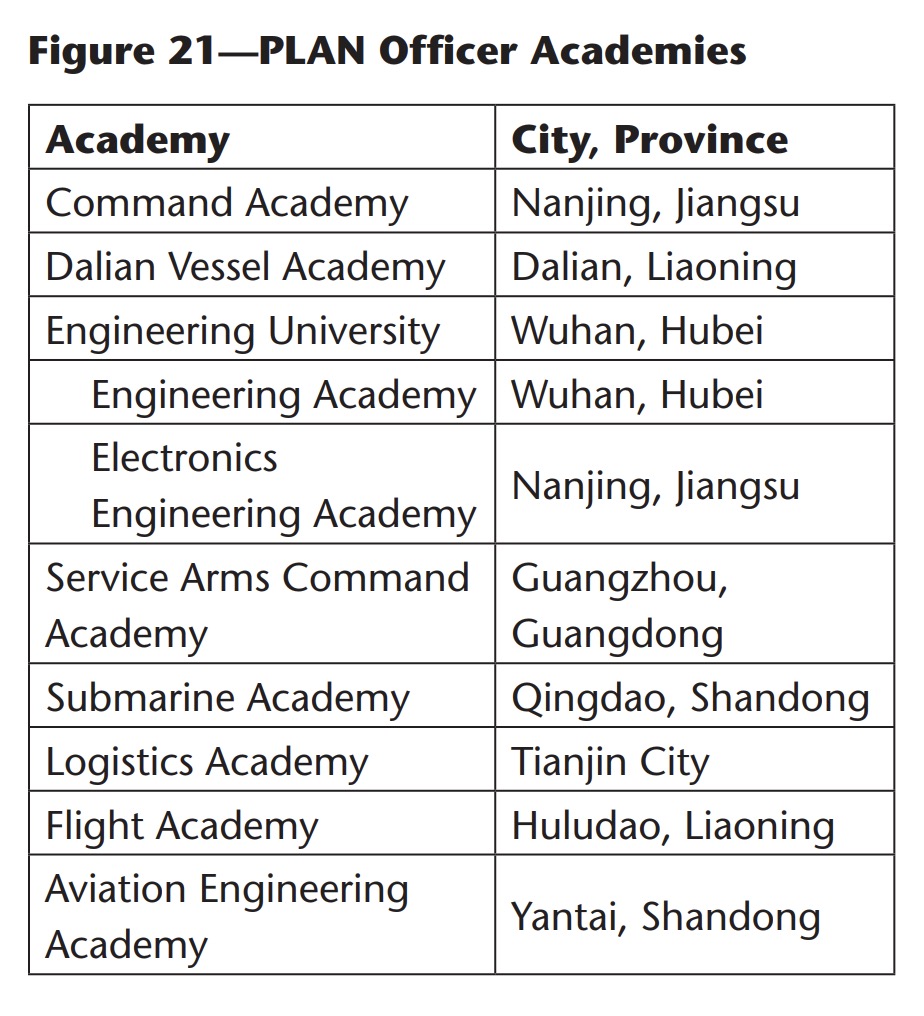 Figure 21—PLAN Officer Academies
Academy City, Province
Command Academy Nanjing, Jiangsu
Dalian Vessel Academy Dalian, Liaoning
Engineering University Wuhan, Hubei
Engineering Academy Wuhan, Hubei
Electronics
Engineering Academy
Nanjing, Jiangsu
Service Arms Command
Academy
Guangzhou,
Guangdong
Submarine Academy Qingdao, Shandong
Logistics Academy Tianjin City
Flight Academy Huludao, Liaoning
Aviation Engineering
Academy
Yantai, Shandong